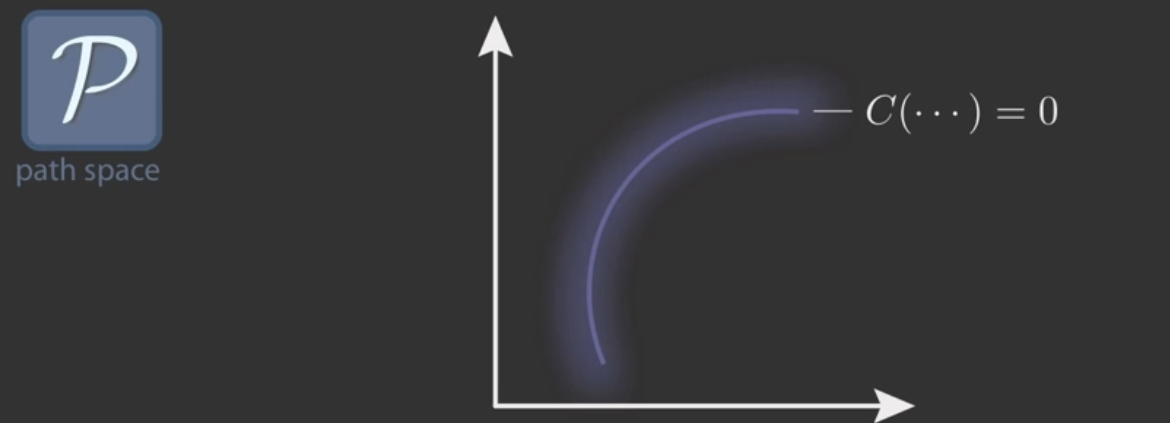 P
path space
C(···) = 0